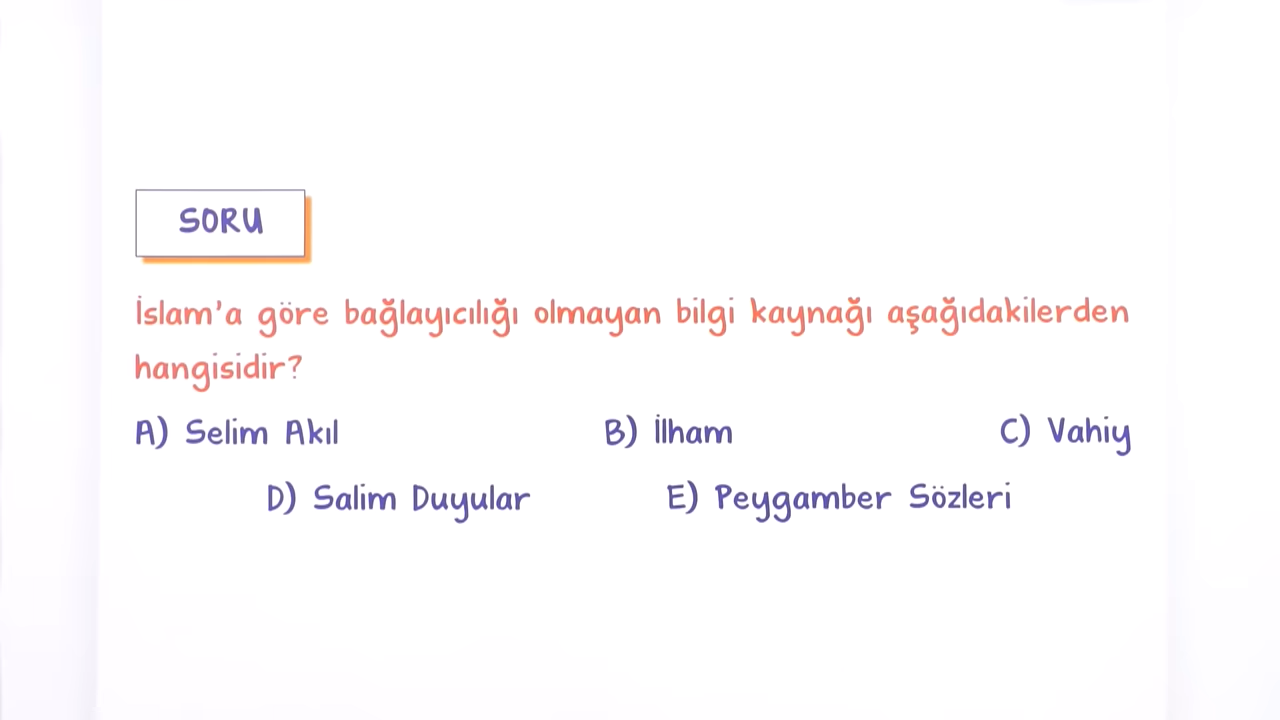 SORU
İslam'a göre bağlayıcılığı olmayan bilgi kaynağı aşağıdakilerden
hangisidir?
A) Selim Akıl B) İlham C) Vahiy
D) Salim Duyular E) Peygamber Sözleri